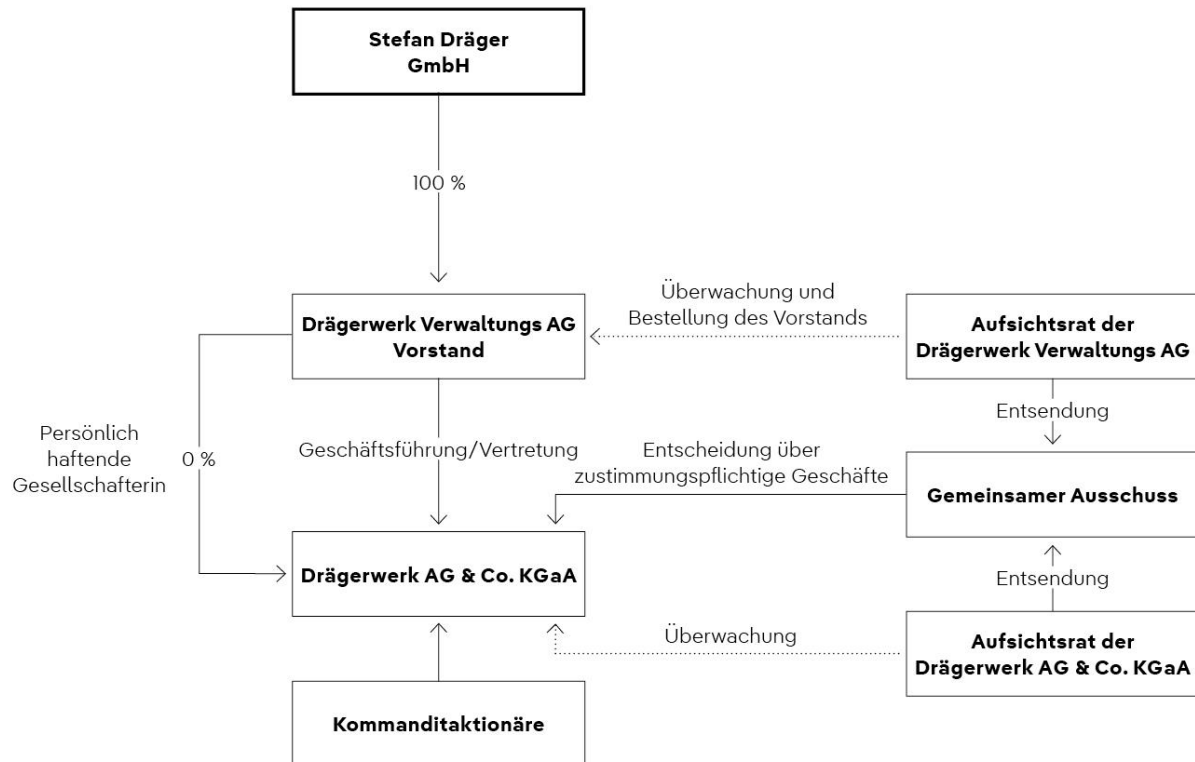 Stefan Dräger
GmbH
100 %
Drägerwerk Verwaltungs AG
Vorstand
Überwachung und
Bestellung des Vorstands
Aufsichtsrat der
Drägerwerk Verwaltungs AG
Entsendung
Persönlich
haftende
Gesellschafterin
0 %
Geschäftsführung/Vertretung
Entscheidung über
zustimmungspflichtige Geschäfte
Gemeinsamer Ausschuss
Drägerwerk AG & Co. KGaA
Entsendung
Überwachung
Aufsichtsrat der
Drägerwerk AG & Co. KGaA
Kommanditaktionäre